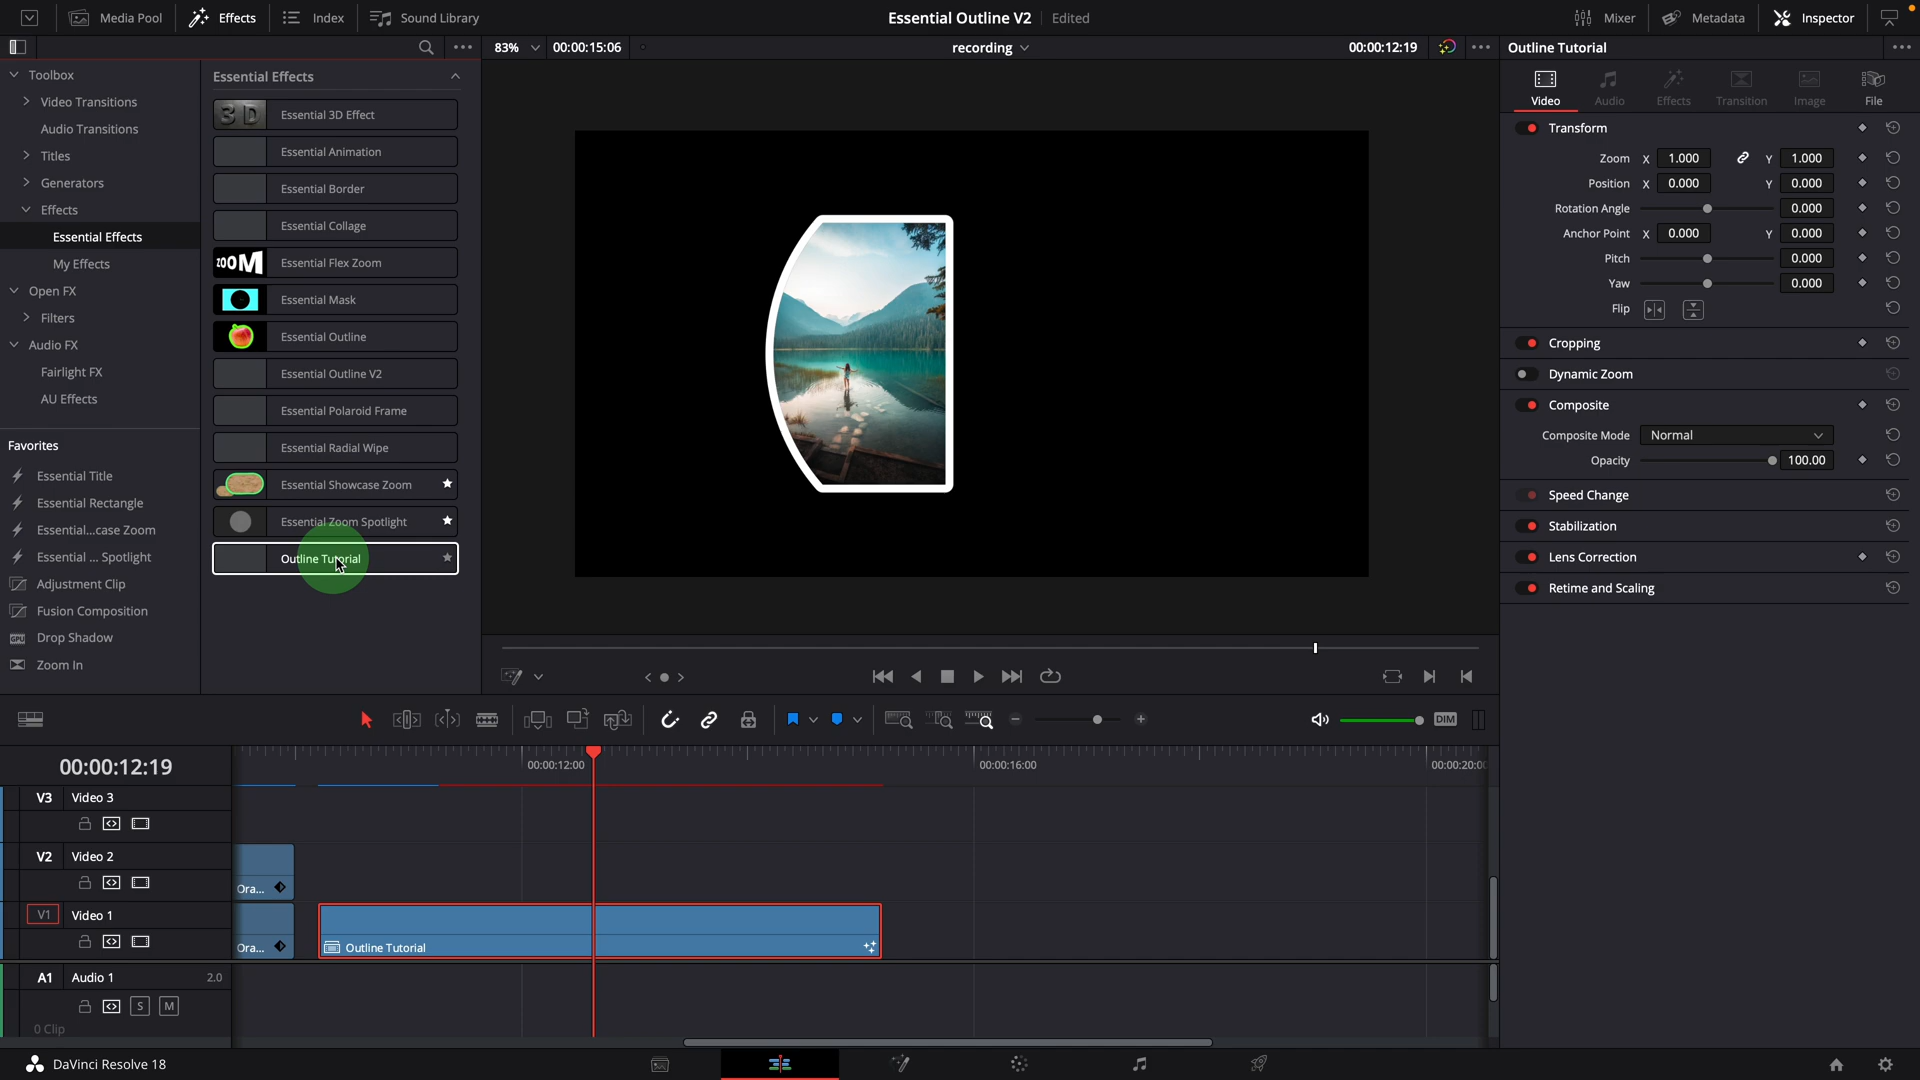 Media Pool
Effects
Index
Sound Library
Essential Outline V2
Edited
Mixer
Metadata
Inspector
83%
00:00:15:06
recording
00:00:12:19
Outline Tutorial
Toolbox
Video Transitions
Audio Transitions
Titles
Generators
Effects
Essential Effects
My Effects
Open FX
Filters
Audio FX
Fairlight FX
AU Effects
Favorites
Essential Title
Essential Rectangle
Essential...case Zoom
Essential ... Spotlight
Adjustment Clip
Fusion Composition
GPU Drop Shadow
Zoom In
Essential Effects
3D Essential 3D Effect
Essential Animation
Essential Border
Essential Collage
ZOOM Essential Flex Zoom
Essential Mask
Essential Outline
Essential Outline V2
Essential Polaroid Frame
Essential Radial Wipe
Essential Showcase Zoom
Essential Zoom Spotlight
Outline Tutorial
Video
Audio
Effects
Transition
Image
File
Transform
Zoom X 1.000 Y 1.000
Position X 0.000 Y 0.000
Rotation Angle 0.000
Anchor Point X 0.000 Y 0.000
Pitch 0.000
Yaw 0.000
Flip
Cropping
Dynamic Zoom
Composite
Composite Mode Normal
Opacity 100.00
Speed Change
Stabilization
Lens Correction
Retime and Scaling
DIM
00:00:12:19
00:00:12:00
00:00:16:00
00:00:20:0
V3 Video 3
V2 Video 2
Ora...
V1 Video 1
Ora...
Outline Tutorial
A1 Audio 1 2.0
S M
0 Clip
DaVinci Resolve 18